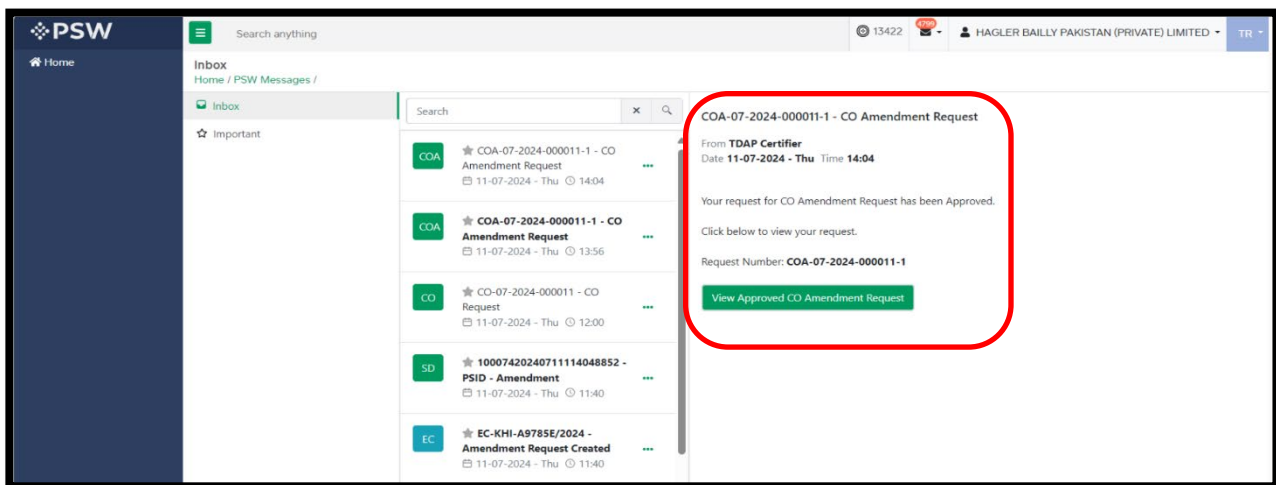 PSW
Search anything
13422
4799
HAGLER BAILLY PAKISTAN (PRIVATE) LIMITED
TR
Home
Inbox
Home / PSW Messages /
Inbox
Important
Search
COA
COA-07-2024-000011-1 - CO
Amendment Request
11-07-2024 - Thu 14:04
COA
COA-07-2024-000011-1 - CO
Amendment Request
11-07-2024 - Thu 13:56
CO
CO-07-2024-000011 - CO
Request
11-07-2024 - Thu 12:00
SD
10007420240711114048852 -
PSID - Amendment
11-07-2024 - Thu 11:40
EC
EC-KHI-A9785E/2024 -
Amendment Request Created
11-07-2024 - Thu 11:40
COA-07-2024-000011-1 - CO Amendment Request
From TDAP Certifier
Date 11-07-2024 - Thu Time 14:04
Your request for CO Amendment Request has been Approved.
Click below to view your request.
Request Number: COA-07-2024-000011-1
View Approved CO Amendment Request